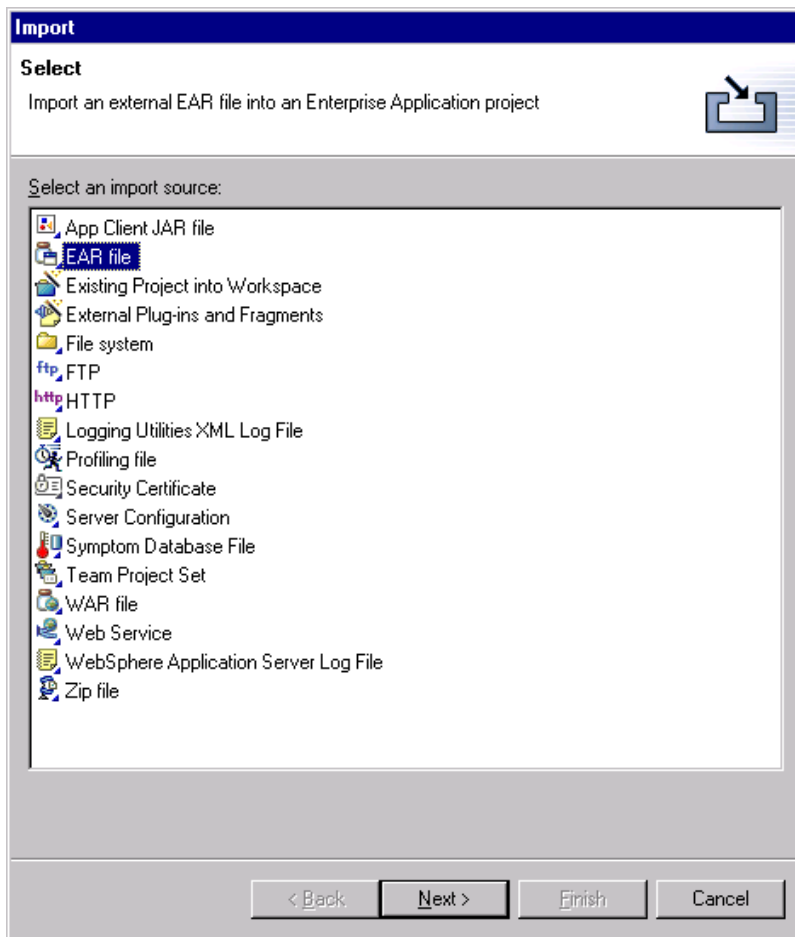 Import
Select
Import an external EAR file into an Enterprise Application project
Select an import source:
App Client JAR file
EAR file
Existing Project into Workspace
External Plug-ins and Fragments
File system
ftp FTP
http HTTP
Logging Utilities XML Log File
Profiling file
Security Certificate
Server Configuration
Symptom Database File
Team Project Set
WAR file
Web Service
WebSphere Application Server Log File
Zip file
< Back Next > Finish Cancel